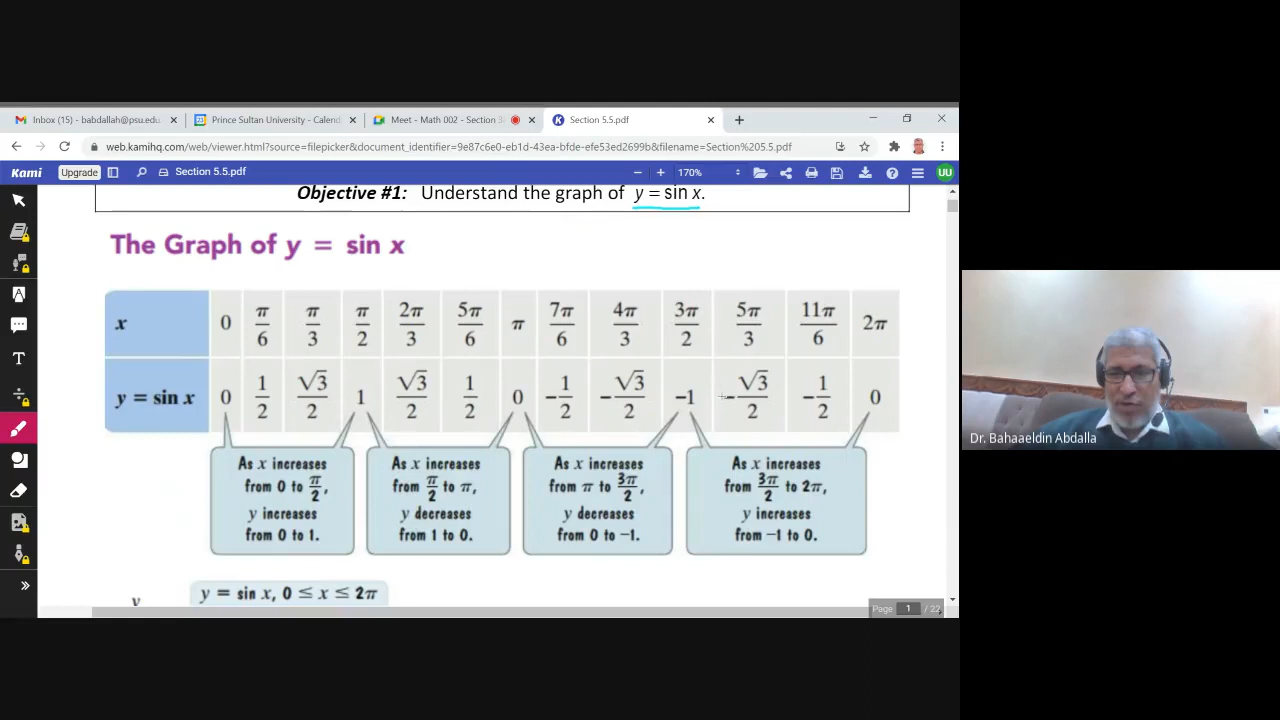 Inbox (15) - babdallah@psu.edu.
Prince Sultan University - Calend
Meet - Math 002 - Section 3
Section 5.5.pdf
web.kamihq.com/web/viewer.html?source=filepicker&document_identifier=9e87c6e0-eb1d-43ea-bfde-efe53ed2699b&filename=Section%205.5.pdf
Kami Upgrade Section 5.5.pdf 170% UU
Objective #1: Understand the graph of y = sin x.
The Graph of y = sin x
x 0 π/6 π/3 π/2 2π/3 5π/6 π 7π/6 4π/3 3π/2 5π/3 11π/6 2π
y = sin x 0 1/2 √3/2 1 √3/2 1/2 0 -1/2 -√3/2 -1 -√3/2 -1/2 0
As x increases
from 0 to π/2,
y increases
from 0 to 1.
As x increases
from π/2 to π,
y decreases
from 1 to 0.
As x increases
from π to 3π/2,
y decreases
from 0 to −1.
As x increases
from 3π/2 to 2π,
y increases
from −1 to 0.
y
y = sin x, 0 ≤ x ≤ 2π
Page 1 / 22
Dr. Bahaaeldin Abdalla